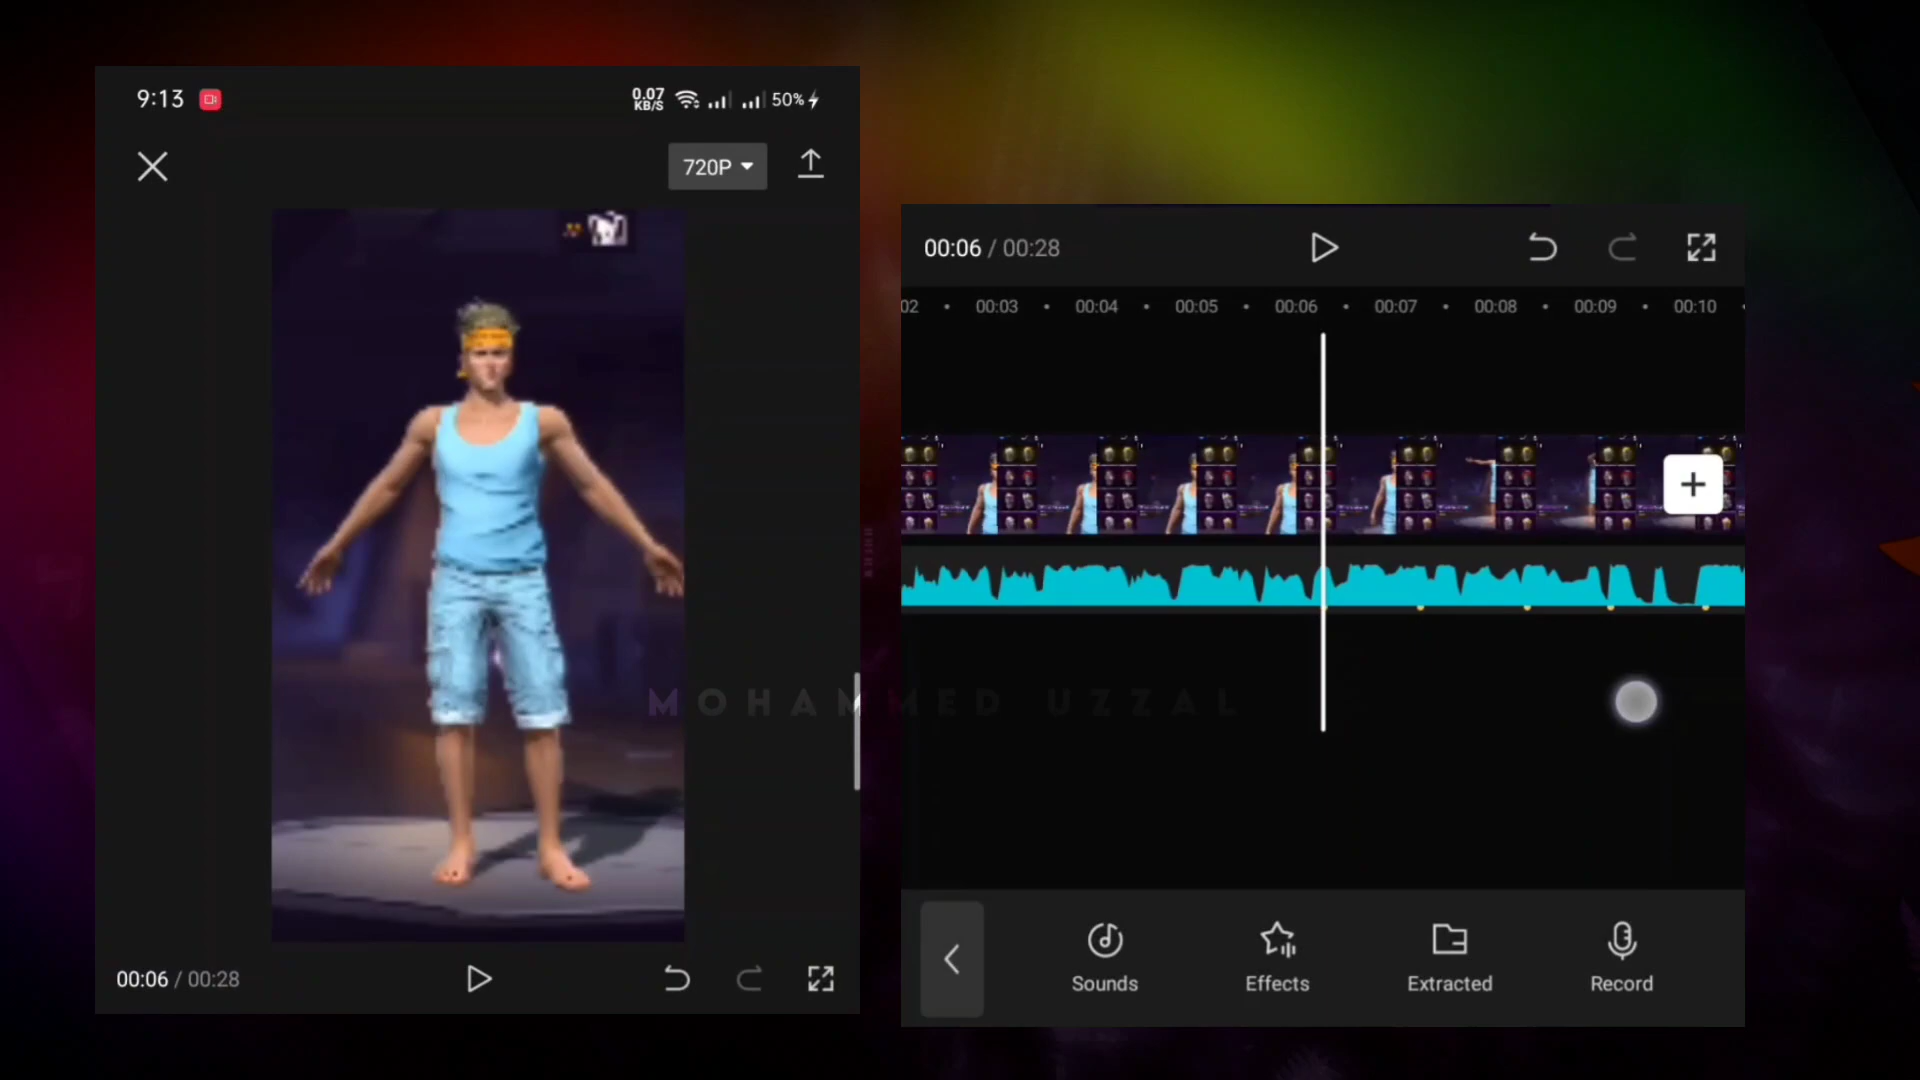 9:13
0.07
KB/S
50%
720P
00:06 / 00:28
00:06 / 00:28
02 00:03 00:04 00:05 00:06 00:07 00:08 00:09 00:10
MOHAMMED UZZAL
Sounds
Effects
Extracted
Record